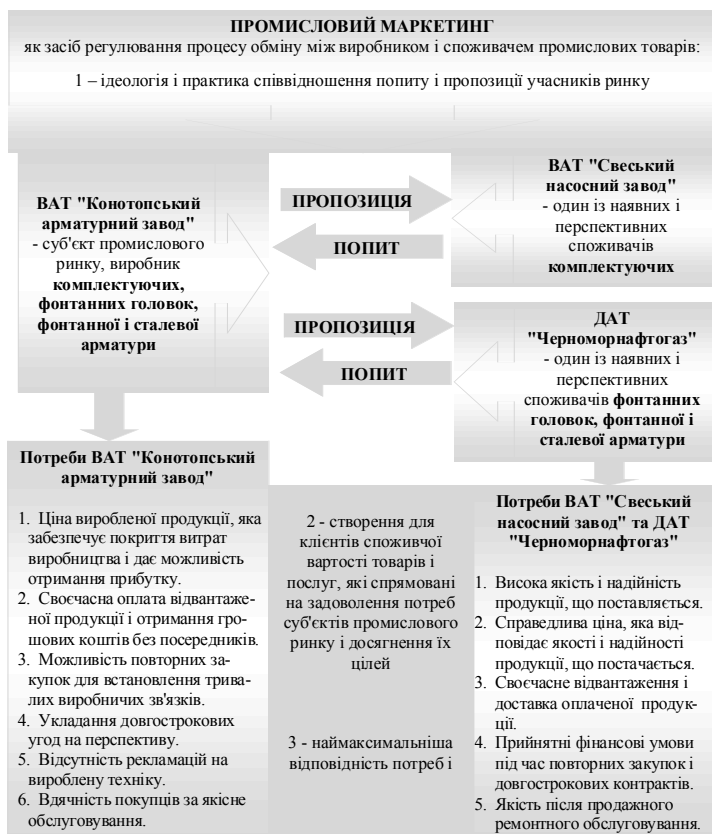 ПРОМИСЛОВИЙ МАРКЕТИНГ
як засіб регулювання процесу обміну між виробником і споживачем промислових товарів:
1 – ідеологія і практика співвідношення попиту і пропозиції учасників ринку
ВАТ "Конотопський
арматурний завод"
- суб'єкт промислового
ринку, виробник
комплектуючих,
фонтанних головок,
фонтанної і сталевої
арматури
ПРОПОЗИЦІЯ
ПОПИТ
ПРОПОЗИЦІЯ
ПОПИТ
ВАТ "Свеський
насосний завод"
- один із наявних і
перспективних
споживачів
комплектуючих
ДАТ
"Черноморнафтогаз"
- один із наявних і
перспективних
споживачів фонтанних
головок, фонтанної і
сталевої арматури
Потреби ВАТ "Конотопський
арматурний завод"
1. Ціна виробленої продукції, яка
забезпечує покриття витрат
виробництва і дає можливість
отримання прибутку.
2. Своєчасна оплата відвантаже-
ної продукції і отримання гро-
шових коштів без посередників.
3. Можливість повторних за-
купок для встановлення трива-
лих виробничих зв'язків.
4. Укладання довгострокових
угод на перспективу.
5. Відсутність рекламацій на
вироблену техніку.
6. Вдячність покупців за якісне
обслуговування.
2 - створення для
клієнтів споживчої
вартості товарів і
послуг, які спрямовані
на задоволення потреб
суб'єктів промислового
ринку і досягнення їх
цілей
3 - наймаксимальніша
відповідність потреб і
Потреби ВАТ "Свеський
насосний завод" та ДАТ
"Черноморнафтогаз"
1. Висока якість і надійність
продукції, що поставляється.
2. Справедлива ціна, яка від-
повідає якості і надійності
продукції, що постачається.
3. Своєчасне відвантаження і
доставка оплаченої продук-
ції.
4. Прийнятні фінансові умови
під час повторних закупок і
довгострокових контрактів.
5. Якість після продажного
ремонтного обслуговування.